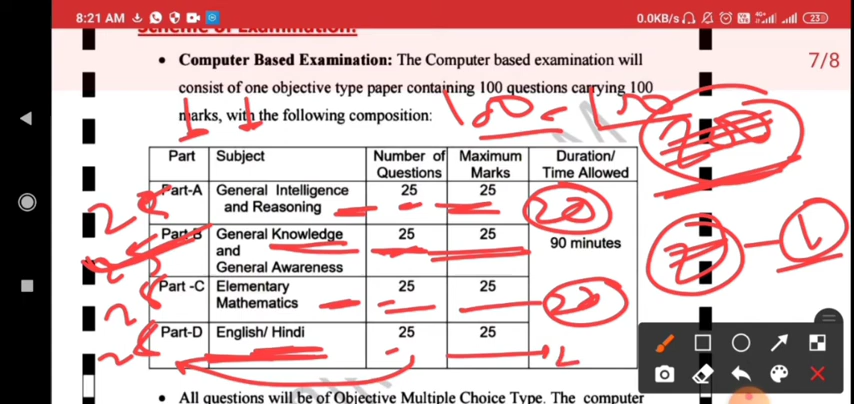 8:21 AM 0.0KB/s 4G+ 23
Scheme of Examination:
7/8
• Computer Based Examination: The Computer based examination will
consist of one objective type paper containing 100 questions carrying 100
marks, with the following composition:
100
Part Subject Number of Questions Maximum Marks Duration/ Time Allowed
Part-A General Intelligence and Reasoning 25 25
Part-B General Knowledge and General Awareness 25 25 90 minutes
Part -C Elementary Mathematics 25 25
Part-D English/ Hindi 25 25
• All questions will be of Objective Multiple Choice Type. The computer